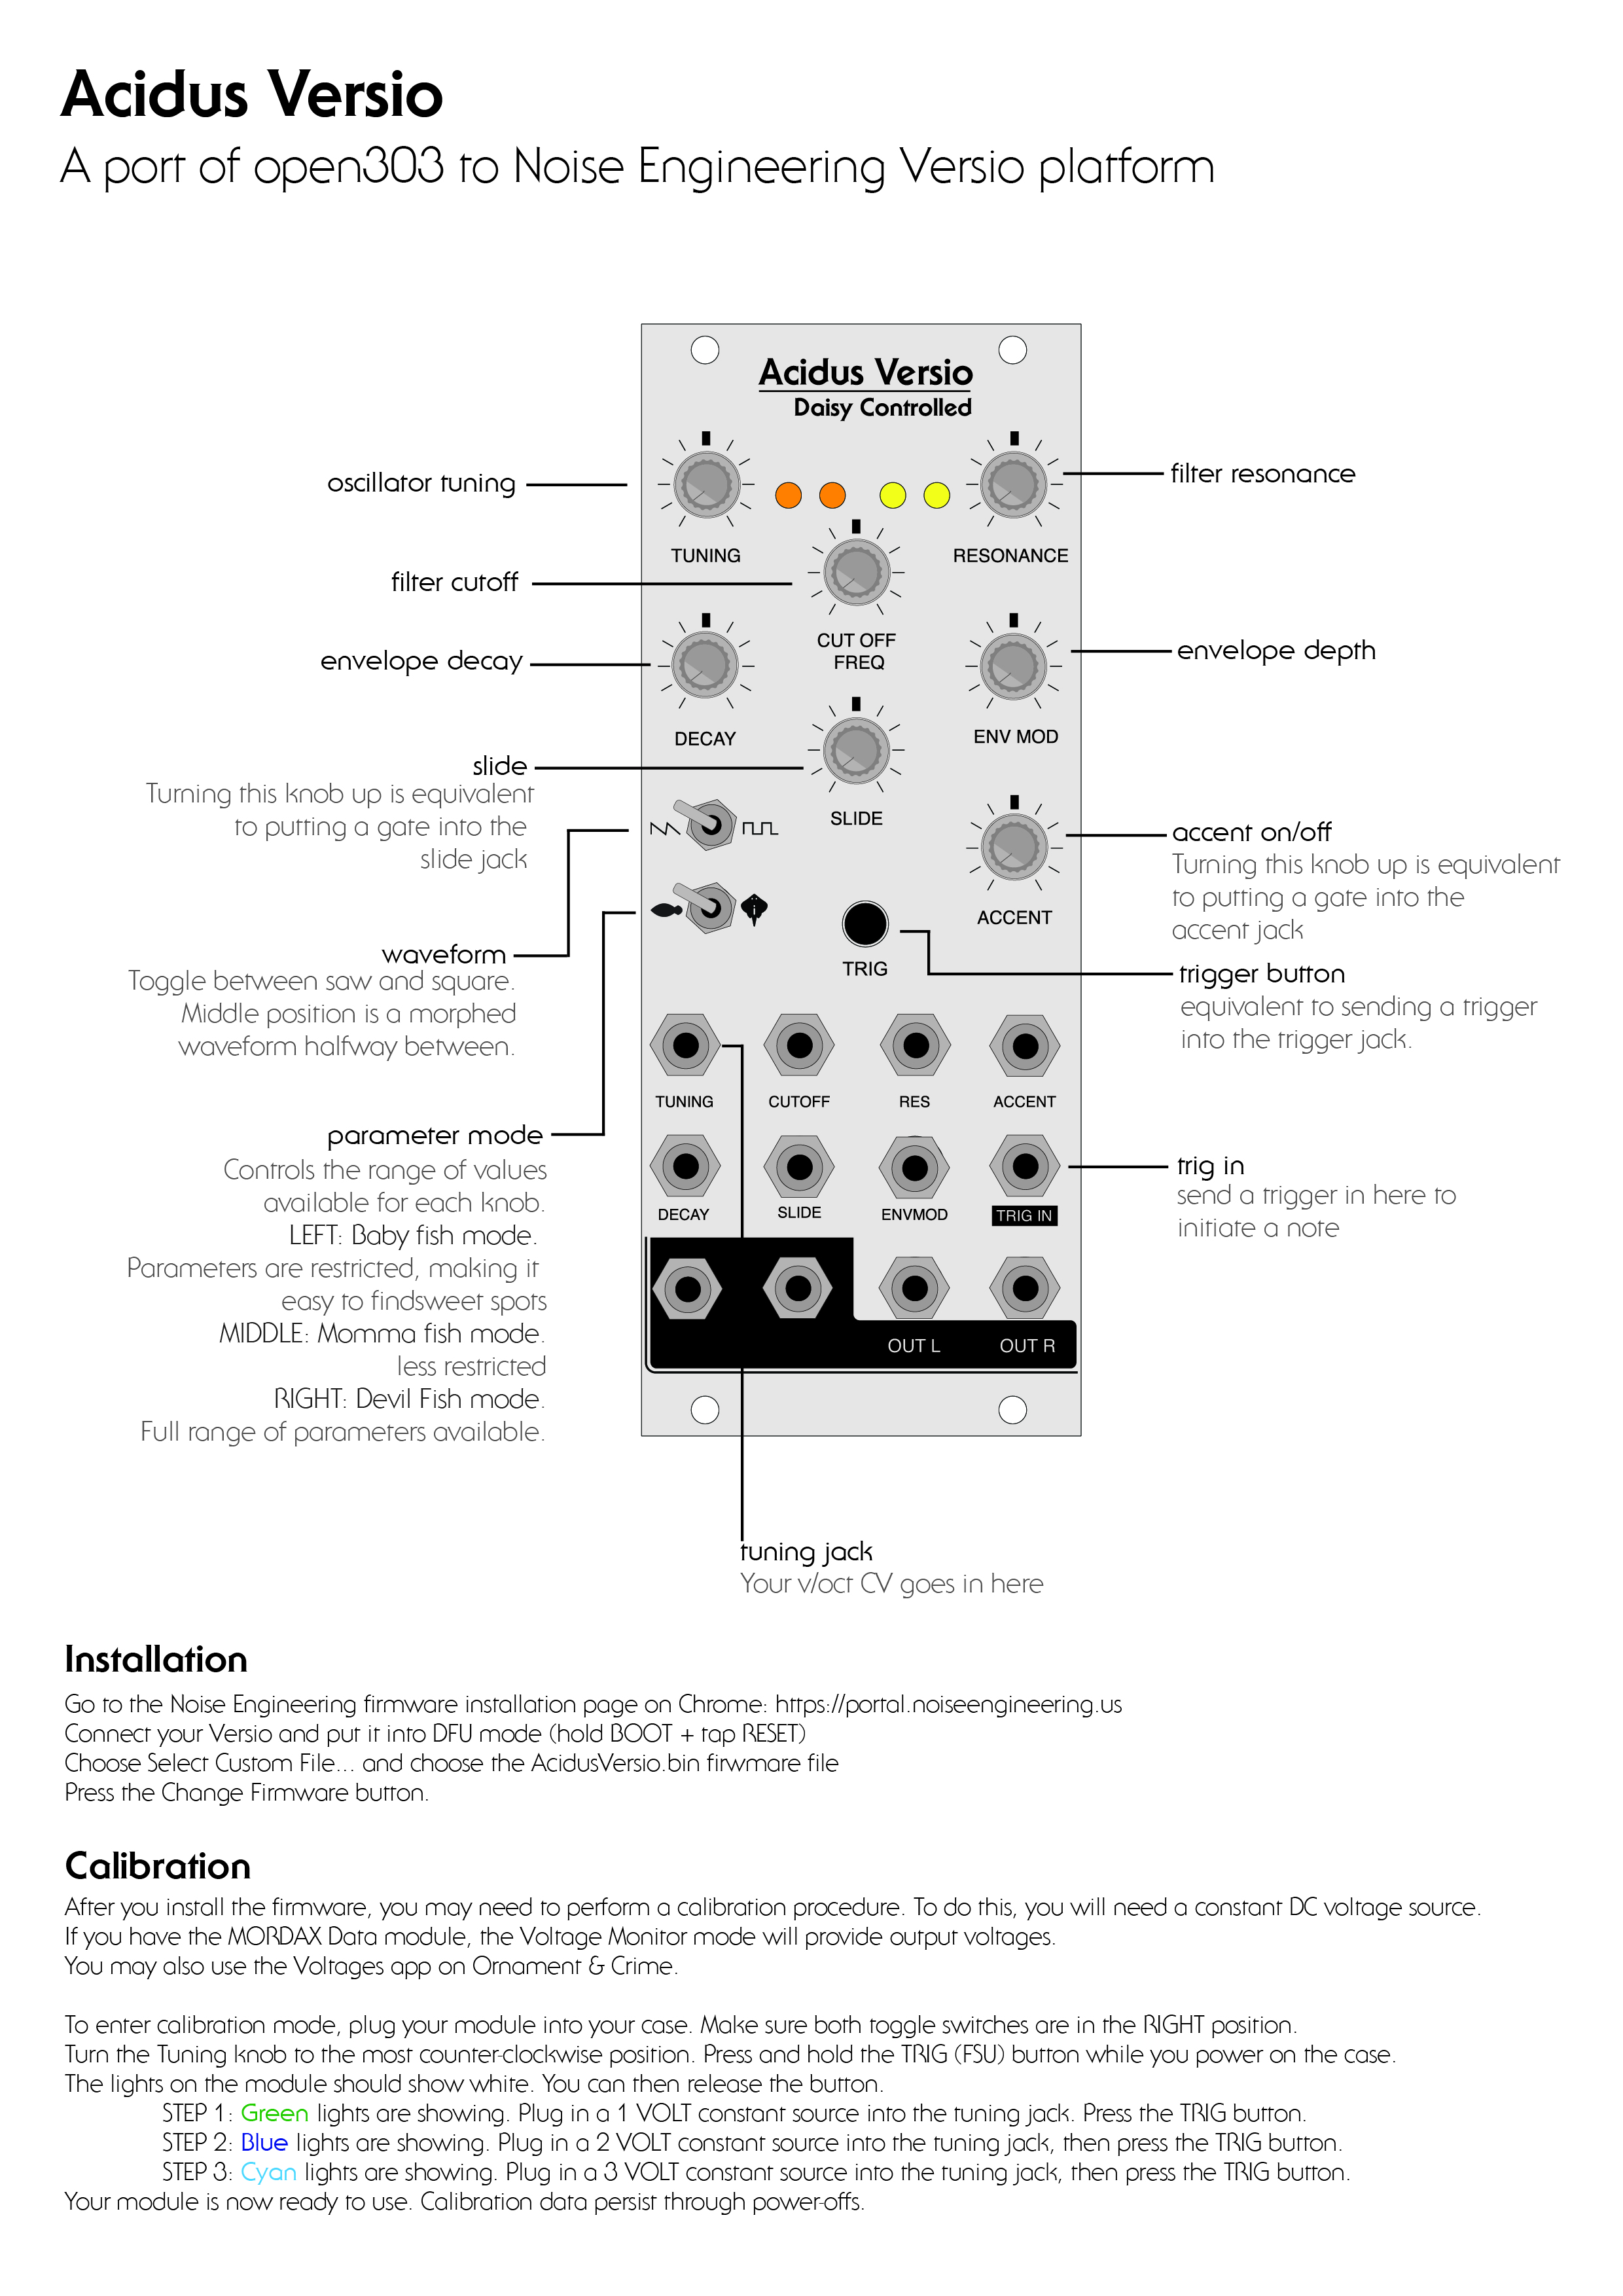 Acidus Versio
A port of open303 to Noise Engineering Versio platform
Acidus Versio
Daisy Controlled
oscillator tuning
filter resonance
TUNING
RESONANCE
filter cutoff
CUT OFF
FREQ
envelope decay
envelope depth
DECAY
ENV MOD
slide
Turning this knob up is equivalent
to putting a gate into the
slide jack
SLIDE
accent on/off
Turning this knob up is equivalent
to putting a gate into the
accent jack
ACCENT
waveform
Toggle between saw and square.
Middle position is a morphed
waveform halfway between.
TRIG
trigger button
equivalent to sending a trigger
into the trigger jack.
TUNING
CUTOFF
RES
ACCENT
parameter mode
Controls the range of values
available for each knob.
LEFT: Baby fish mode.
Parameters are restricted, making it
easy to findsweet spots
MIDDLE: Momma fish mode.
less restricted
RIGHT: Devil Fish mode.
Full range of parameters available.
trig in
send a trigger in here to
initiate a note
DECAY
SLIDE
ENVMOD
TRIG IN
OUT L
OUT R
tuning jack
Your v/oct CV goes in here
Installation
Go to the Noise Engineering firmware installation page on Chrome: https://portal.noiseengineering.us
Connect your Versio and put it into DFU mode (hold BOOT + tap RESET)
Choose Select Custom File... and choose the AcidusVersio.bin firwmare file
Press the Change Firmware button.
Calibration
After you install the firmware, you may need to perform a calibration procedure. To do this, you will need a constant DC voltage source.
If you have the MORDAX Data module, the Voltage Monitor mode will provide output voltages.
You may also use the Voltages app on Ornament & Crime.
To enter calibration mode, plug your module into your case. Make sure both toggle switches are in the RIGHT position.
Turn the Tuning knob to the most counter-clockwise position. Press and hold the TRIG (FSU) button while you power on the case.
The lights on the module should show white. You can then release the button.
STEP 1: Green lights are showing. Plug in a 1 VOLT constant source into the tuning jack. Press the TRIG button.
STEP 2: Blue lights are showing. Plug in a 2 VOLT constant source into the tuning jack, then press the TRIG button.
STEP 3: Cyan lights are showing. Plug in a 3 VOLT constant source into the tuning jack, then press the TRIG button.
Your module is now ready to use. Calibration data persist through power-offs.